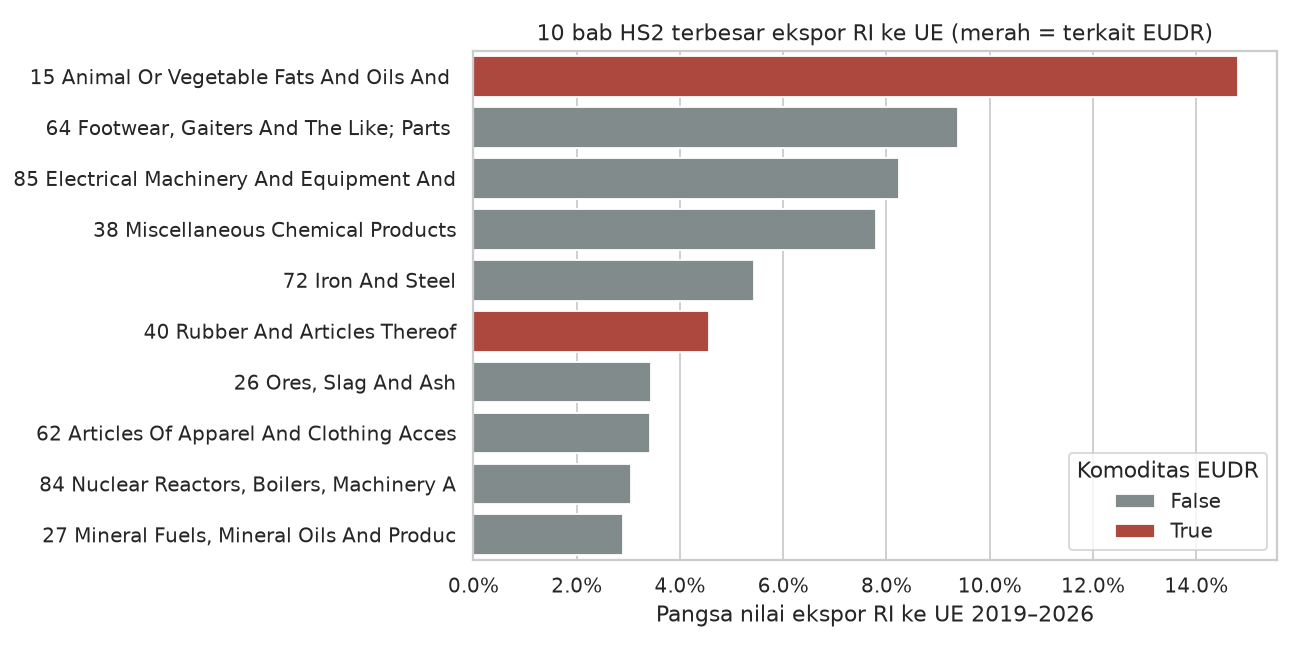 10 bab HS2 terbesar ekspor RI ke UE (merah = terkait EUDR)
15 Animal Or Vegetable Fats And Oils And
64 Footwear, Gaiters And The Like; Parts
85 Electrical Machinery And Equipment And
38 Miscellaneous Chemical Products
72 Iron And Steel
40 Rubber And Articles Thereof
26 Ores, Slag And Ash
62 Articles Of Apparel And Clothing Acces
84 Nuclear Reactors, Boilers, Machinery A
27 Mineral Fuels, Mineral Oils And Produc
Komoditas EUDR
False
True
0.0% 2.0% 4.0% 6.0% 8.0% 10.0% 12.0% 14.0%
Pangsa nilai ekspor RI ke UE 2019–2026